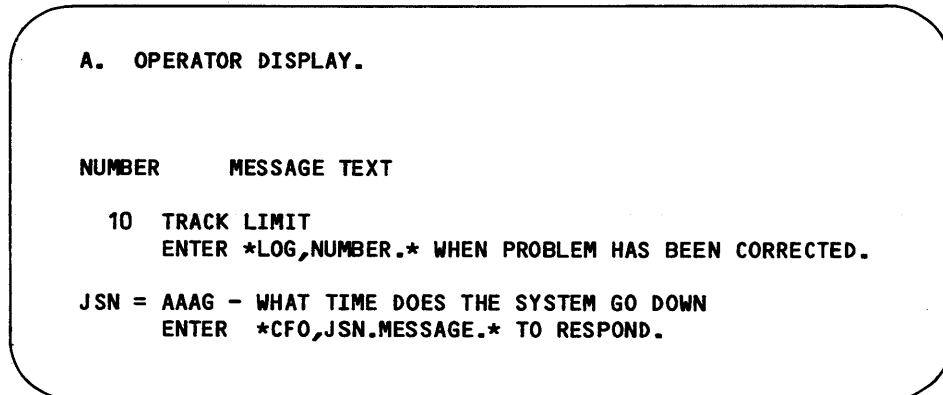 A. OPERATOR DISPLAY.
NUMBER MESSAGE TEXT
10 TRACK LIMIT
ENTER *LOG,NUMBER.* WHEN PROBLEM HAS BEEN CORRECTED.
JSN = AAAG - WHAT TIME DOES THE SYSTEM GO DOWN
ENTER *CFO,JSN.MESSAGE.* TO RESPOND.